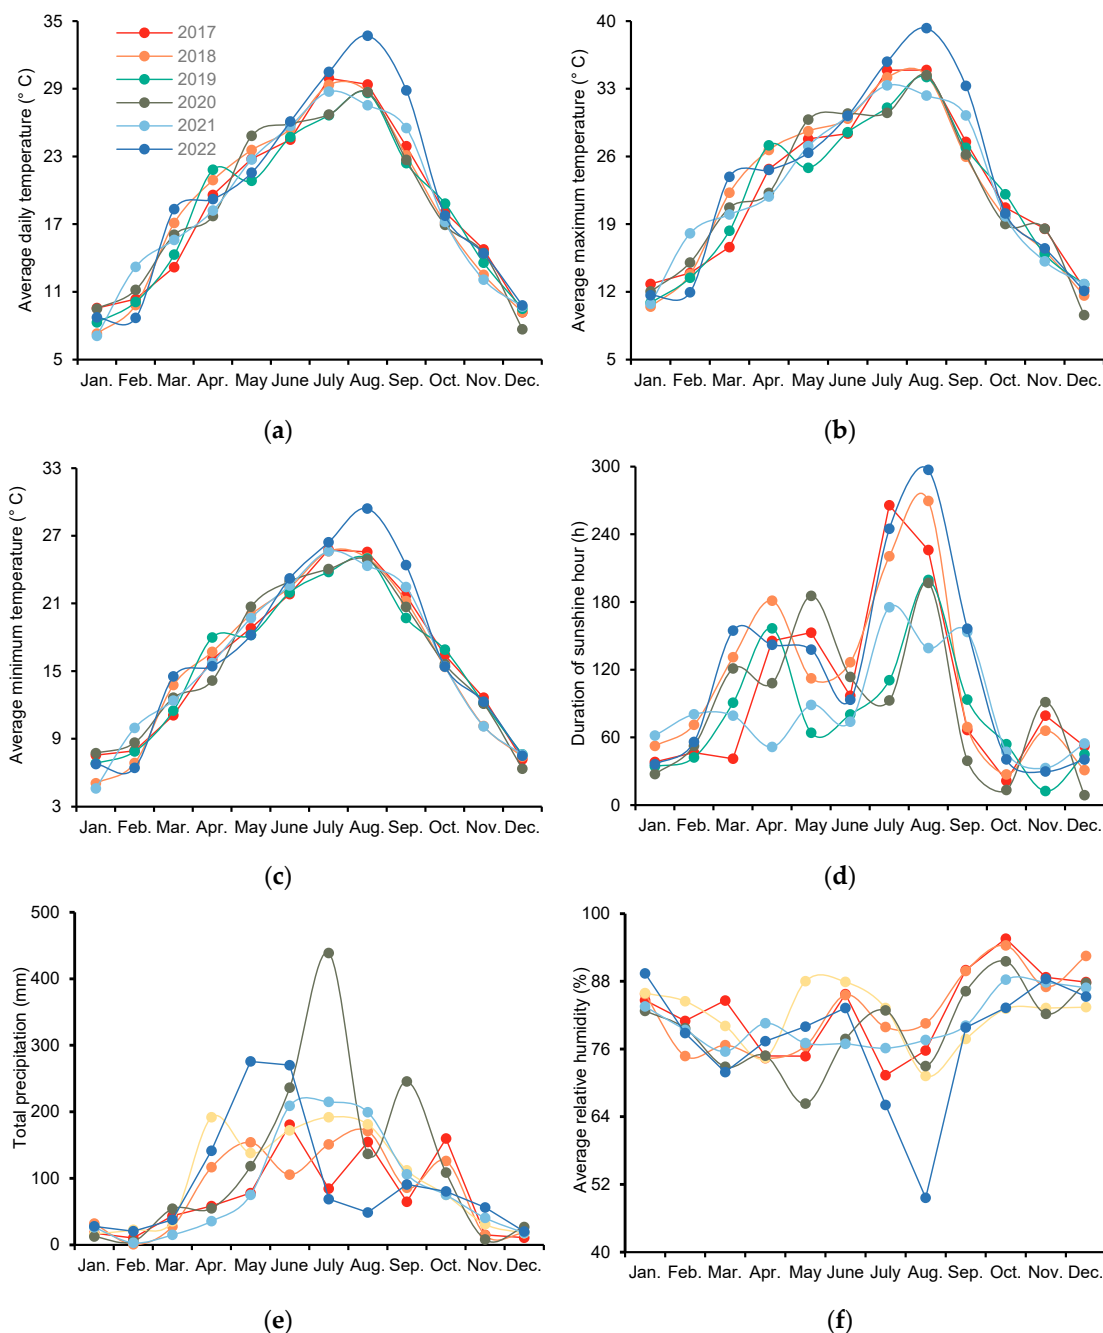 Average daily temperature (° C)
35
29
23
17
11
5
2017
2018
2019
2020
2021
2022
Jan. Feb. Mar. Apr. May June July Aug. Sep. Oct. Nov. Dec.
(a)
Average maximum temperature (° C)
40
33
26
19
12
5
Jan. Feb. Mar. Apr. May June July Aug. Sep. Oct. Nov. Dec.
(b)
Average minimum temperature (° C)
33
27
21
15
9
3
Jan. Feb. Mar. Apr. May June July Aug. Sep. Oct. Nov. Dec.
(c)
Duration of sunshine hour (h)
300
240
180
120
60
0
Jan. Feb. Mar. Apr. May June July Aug. Sep. Oct. Nov. Dec.
(d)
Total precipitation (mm)
500
400
300
200
100
0
Jan. Feb. Mar. Apr. May June July Aug. Sep. Oct. Nov. Dec.
(e)
Average relative humidity (%)
100
88
76
64
52
40
Jan. Feb. Mar. Apr. May June July Aug. Sep. Oct. Nov. Dec.
(f)